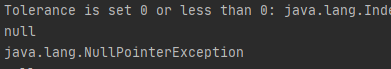 Tolerance is set 0 or less than 0: java.lang.Inde
null
java.lang.NullPointerException